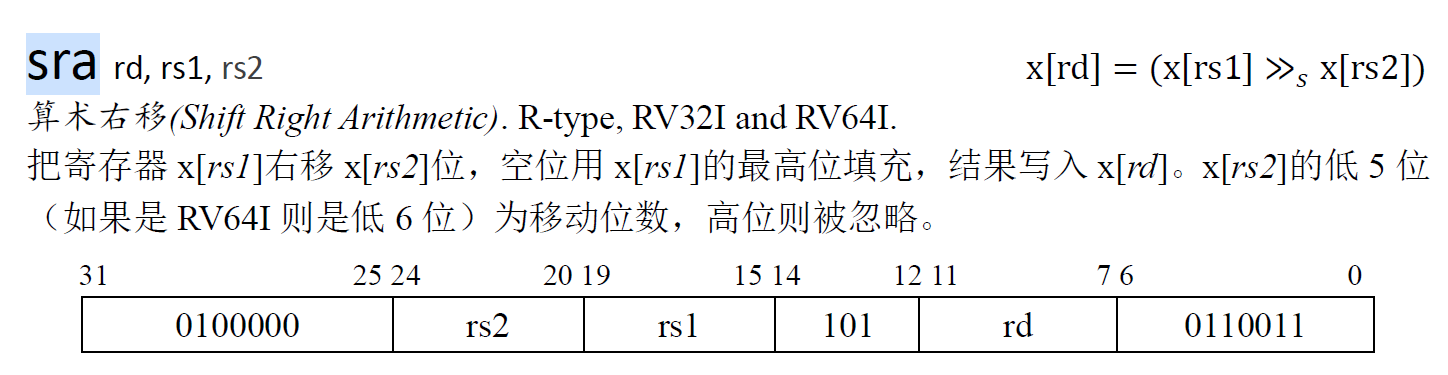 sra rd, rs1, rs2 x[rd] = (x[rs1] ≫ₛ x[rs2])
算术右移(Shift Right Arithmetic). R-type, RV32I and RV64I.
把寄存器 x[rs1]右移 x[rs2]位，空位用 x[rs1]的最高位填充，结果写入 x[rd]。x[rs2]的低 5 位
（如果是 RV64I 则是低 6 位）为移动位数，高位则被忽略。
31 25 24 20 19 15 14 12 11 7 6 0
0100000 rs2 rs1 101 rd 0110011